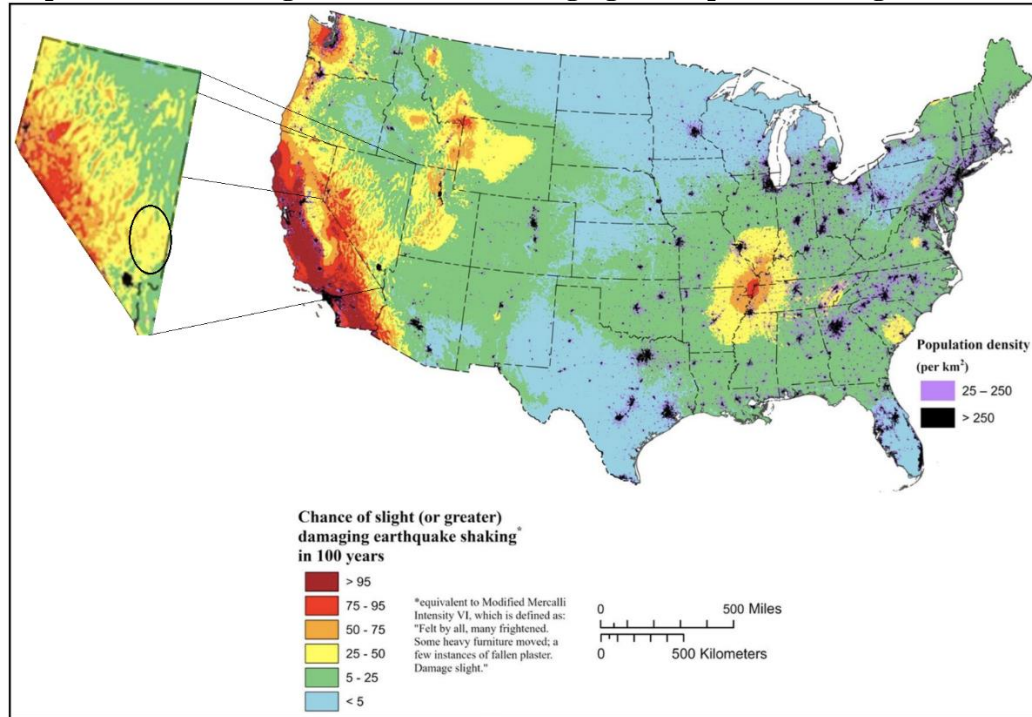 Population density
(per km²)
25 – 250
> 250
Chance of slight (or greater)
damaging earthquake shaking*
in 100 years
> 95
75 - 95
50 - 75
25 - 50
5 - 25
< 5
*equivalent to Modified Mercalli
Intensity VI, which is defined as:
"Felt by all, many frightened.
Some heavy furniture moved; a
few instances of fallen plaster.
Damage slight."
0 500 Miles
0 500 Kilometers